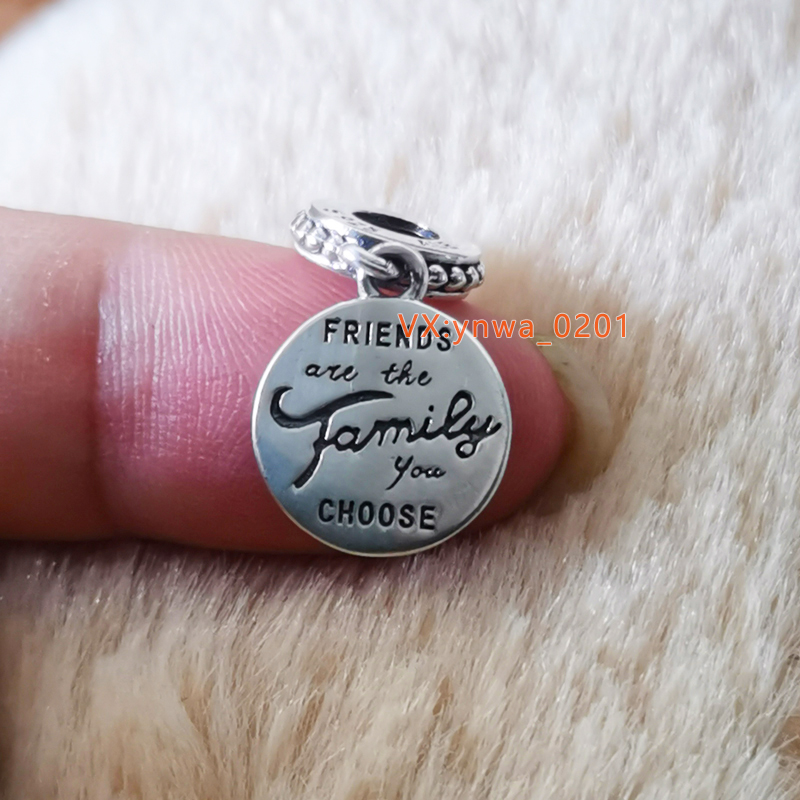 VX:ynwa_0201
FRIENDS
are the
Family
you
CHOOSE